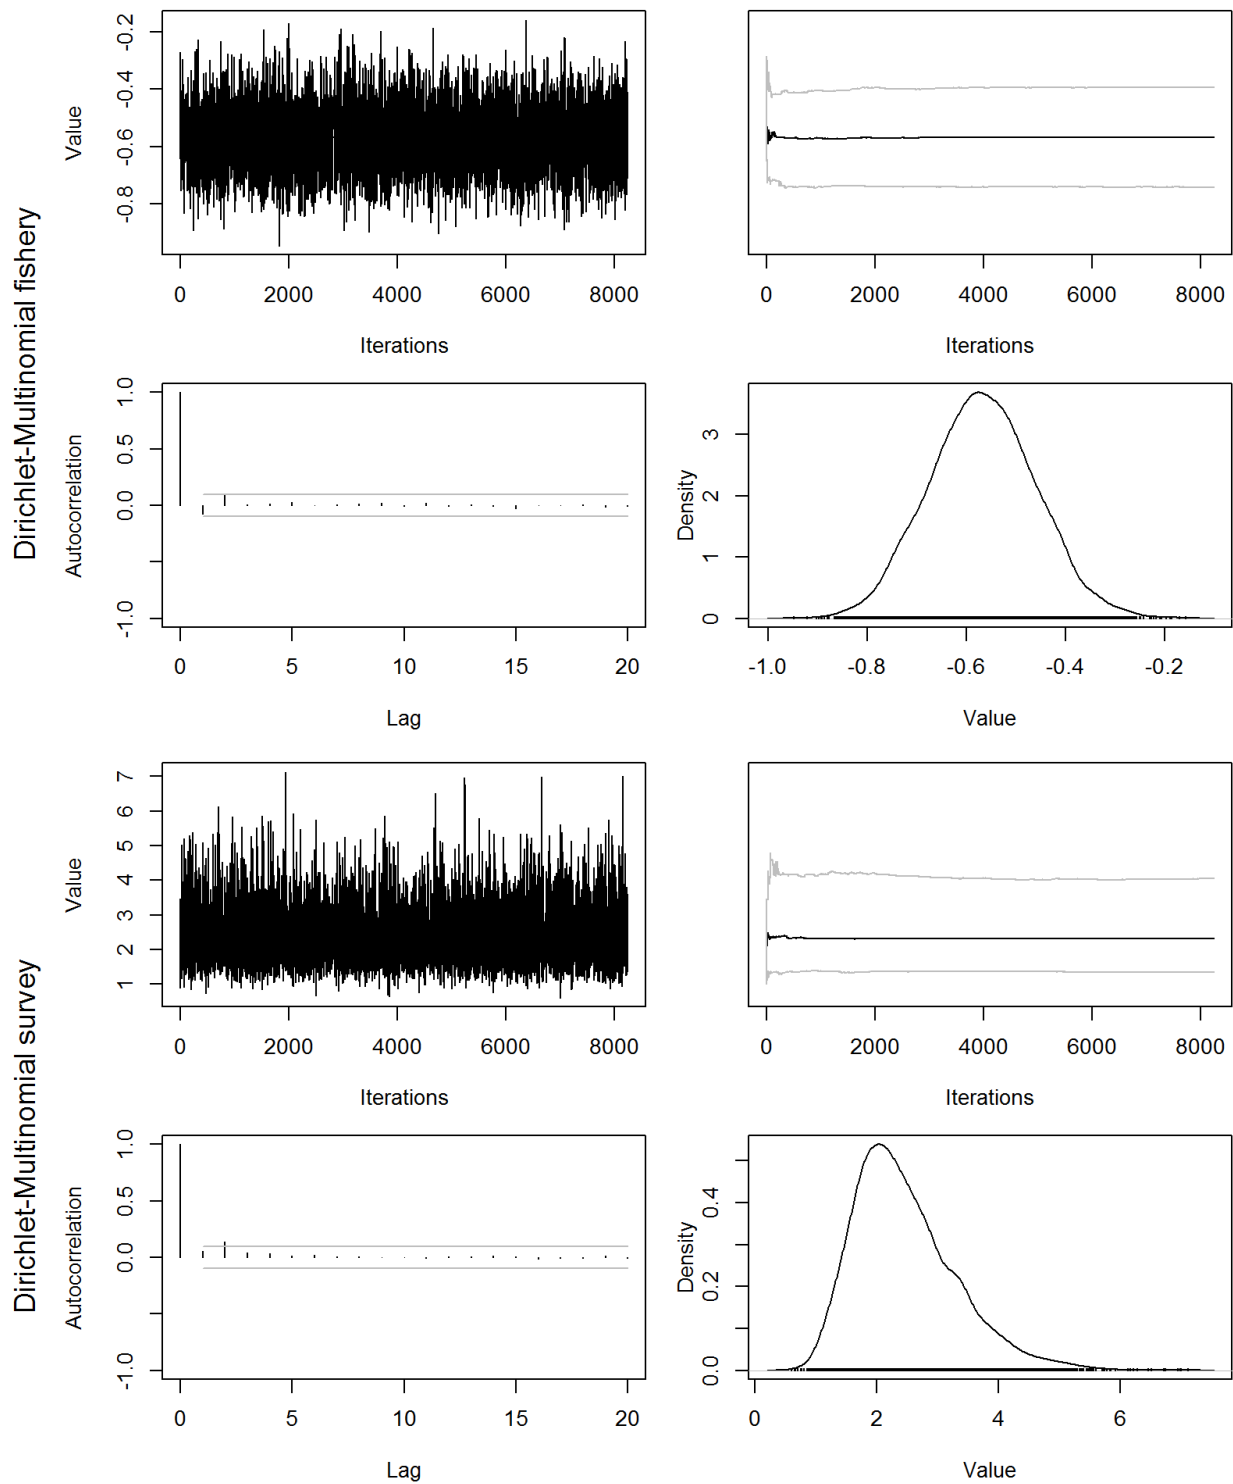 Dirichlet-Multinomial fishery
Value
-0.2
-0.4
-0.6
-0.8
0 2000 4000 6000 8000
Iterations
0 2000 4000 6000 8000
Iterations
Autocorrelation
1.0
0.5
0.0
-1.0
0 5 10 15 20
Lag
Density
3
2
1
0
-1.0 -0.8 -0.6 -0.4 -0.2
Value
Dirichlet-Multinomial survey
Value
7
6
5
4
3
2
1
0 2000 4000 6000 8000
Iterations
0 2000 4000 6000 8000
Iterations
Autocorrelation
1.0
0.5
0.0
-1.0
0 5 10 15 20
Lag
Density
0.4
0.2
0.0
0 2 4 6
Value